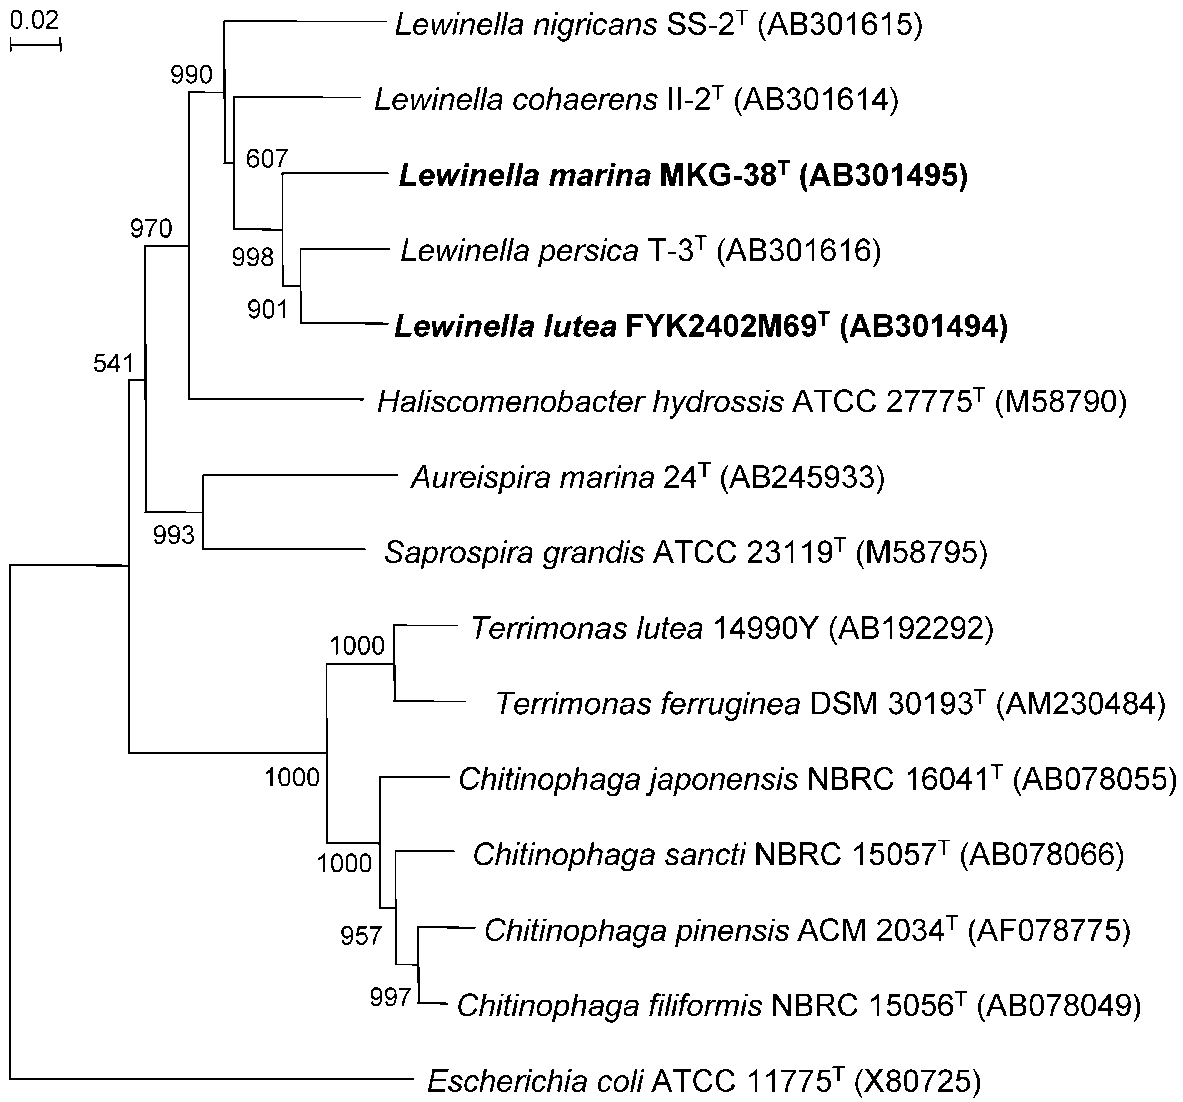 0.02
Lewinella nigricans SS-2ᵀ (AB301615)
990
Lewinella cohaerens II-2ᵀ (AB301614)
607
Lewinella marina MKG-38ᵀ (AB301495)
970
Lewinella persica T-3ᵀ (AB301616)
998
901
Lewinella lutea FYK2402M69ᵀ (AB301494)
541
Haliscomenobacter hydrossis ATCC 27775ᵀ (M58790)
Aureispira marina 24ᵀ (AB245933)
993
Saprospira grandis ATCC 23119ᵀ (M58795)
Terrimonas lutea 14990Y (AB192292)
1000
Terrimonas ferruginea DSM 30193ᵀ (AM230484)
1000
Chitinophaga japonensis NBRC 16041ᵀ (AB078055)
1000
Chitinophaga sancti NBRC 15057ᵀ (AB078066)
957
Chitinophaga pinensis ACM 2034ᵀ (AF078775)
997
Chitinophaga filiformis NBRC 15056ᵀ (AB078049)
Escherichia coli ATCC 11775ᵀ (X80725)